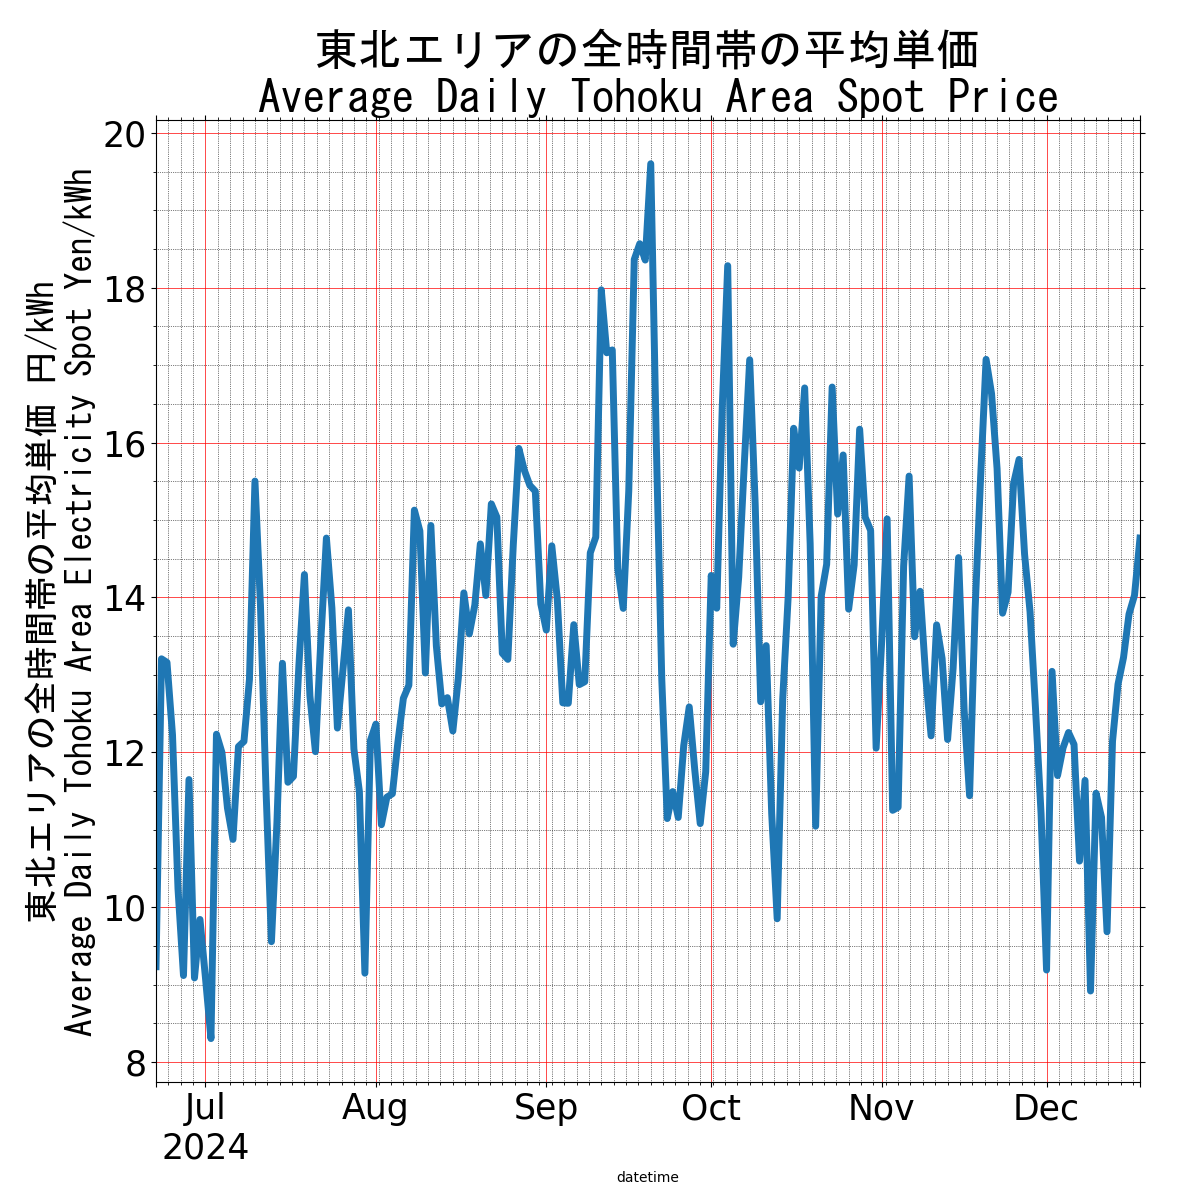 東北エリアの全時間帯の平均単価
Average Daily Tohoku Area Spot Price
東北エリアの全時間帯の平均単価 円/kWh
Average Daily Tohoku Area Electricity Spot Yen/kWh
20
18
16
14
12
10
8
Jul Aug Sep Oct Nov Dec
2024
datetime